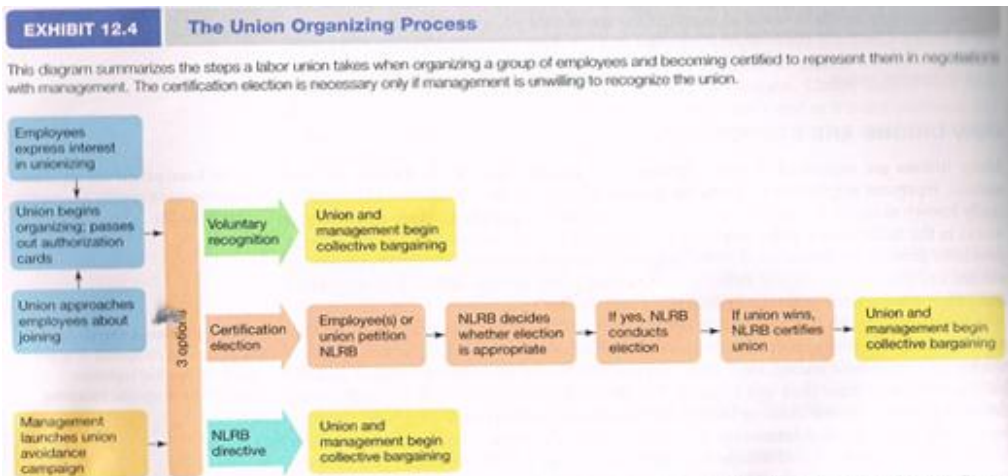 EXHIBIT 12.4
The Union Organizing Process
This diagram summarizes the steps a labor union takes when organizing a group of employees and becoming certified to represent them in negotiations
with management. The certification election is necessary only if management is unwilling to recognize the union.
Employees
express interest
in unionizing
Union begins
organizing; passes
out authorization
cards
Union approaches
employees about
joining
Management
launches union
avoidance
campaign
3 options
Voluntary
recognition
Union and
management begin
collective bargaining
Certification
election
Employee(s) or
union petition
NLRB
NLRB decides
whether election
is appropriate
If yes, NLRB
conducts
election
If union wins,
NLRB certifies
union
Union and
management begin
collective bargaining
NLRB
directive
Union and
management begin
collective bargaining